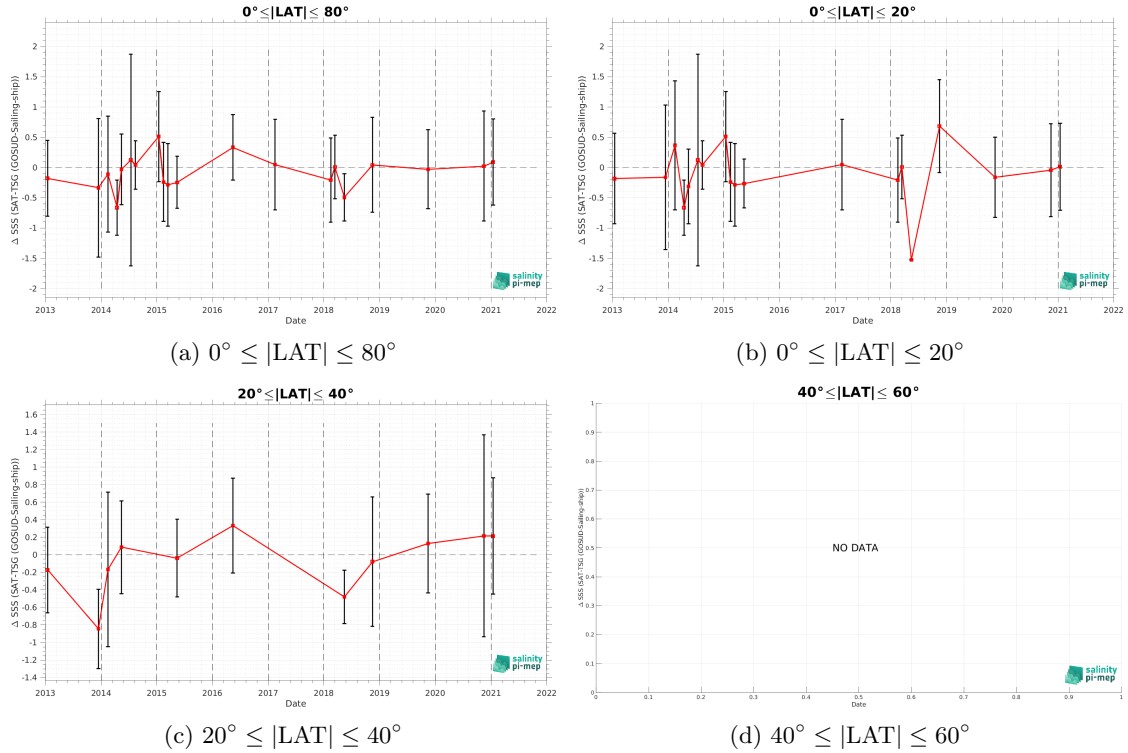 0°≤|LAT|≤ 80°
Δ SSS (SAT-TSG (GOSUD-Sailing-ship))
2
1.5
1
0.5
0
-0.5
-1
-1.5
-2
salinity
pi-mep
2013 2014 2015 2016 2017 2018 2019 2020 2021 2022
Date
(a) 0° ≤ |LAT| ≤ 80°
0°≤|LAT|≤ 20°
Δ SSS (SAT-TSG (GOSUD-Sailing-ship))
2
1.5
1
0.5
0
-0.5
-1
-1.5
-2
salinity
pi-mep
2013 2014 2015 2016 2017 2018 2019 2020 2021 2022
Date
(b) 0° ≤ |LAT| ≤ 20°
20°≤|LAT|≤ 40°
Δ SSS (SAT-TSG (GOSUD-Sailing-ship))
1.6
1.4
1.2
1
0.8
0.6
0.4
0.2
0
-0.2
-0.4
-0.6
-0.8
-1
-1.2
-1.4
salinity
pi-mep
2013 2014 2015 2016 2017 2018 2019 2020 2021 2022
Date
(c) 20° ≤ |LAT| ≤ 40°
40°≤|LAT|≤ 60°
Δ SSS (SAT-TSG (GOSUD-Sailing-ship))
1
0.9
0.8
0.7
0.6
0.5
0.4
0.3
0.2
0.1
0
NO DATA
salinity
pi-mep
0 0.1 0.2 0.3 0.4 0.5 0.6 0.7 0.8 0.9 1
Date
(d) 40° ≤ |LAT| ≤ 60°